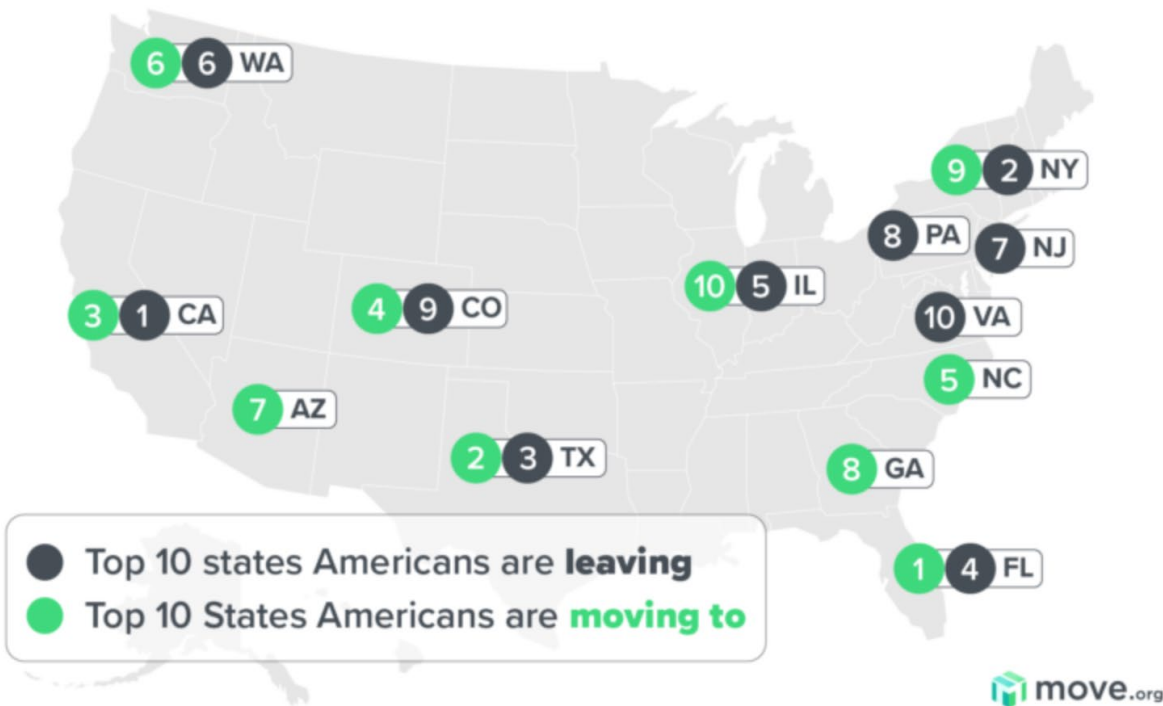 6 6 WA
9 2 NY
8 PA
7 NJ
10 5 IL
3 1 CA
4 9 CO
10 VA
5 NC
7 AZ
2 3 TX
8 GA
Top 10 states Americans are leaving
1 4 FL
Top 10 States Americans are moving to
move.org